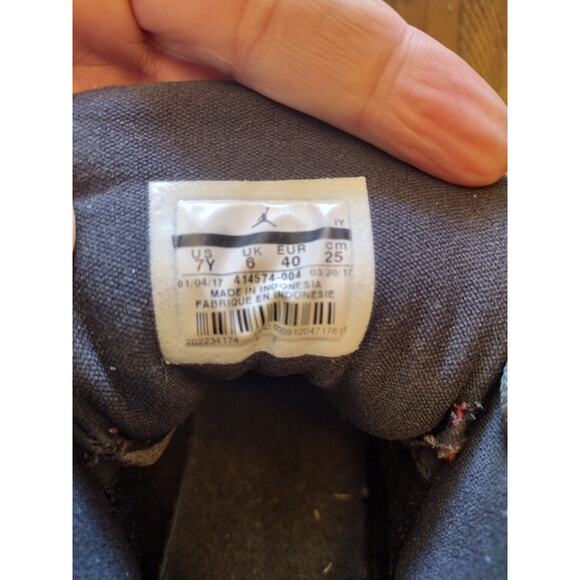 IY
US UK EUR cm
7Y 6 40 25
01/04/17 414574-004 03/20/17
MADE IN INDONESIA
FABRIQUE EN INDONESIE
202234174